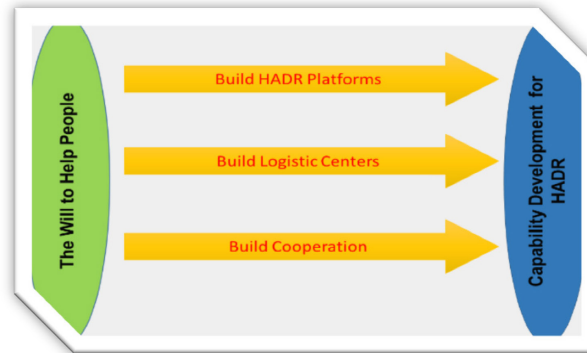 The Will to Help People
Build HADR Platforms
Build Logistic Centers
Build Cooperation
Capability Development for
HADR